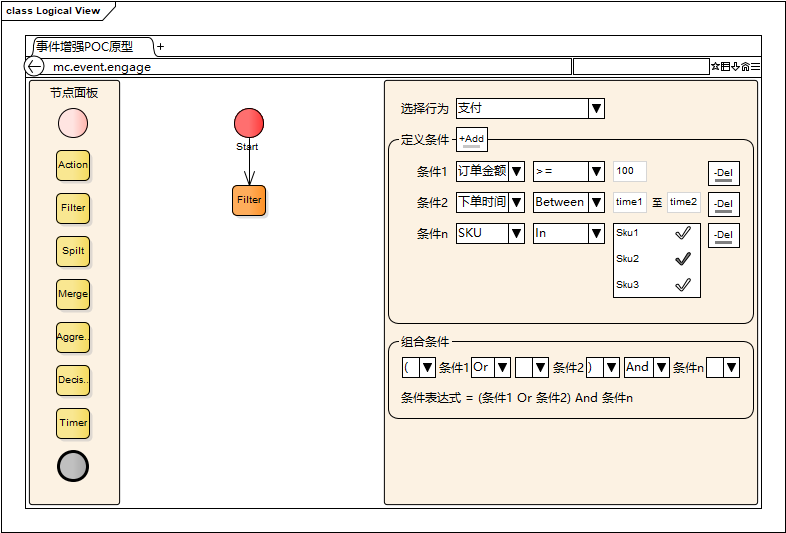 class Logical View
事件增强POC原型 +
mc.event.engage
节点面板
Action
Filter
Spilt
Merge
Aggre..
Decis..
Timer
Start
Filter
选择行为 支付
定义条件 +Add
条件1 订单金额 >= 100 -Del
条件2 下单时间 Between time1 至 time2 -Del
条件n SKU In -Del
Sku1
Sku2
Sku3
组合条件
( 条件1 Or 条件2 ) And 条件n
条件表达式 = (条件1 Or 条件2) And 条件n